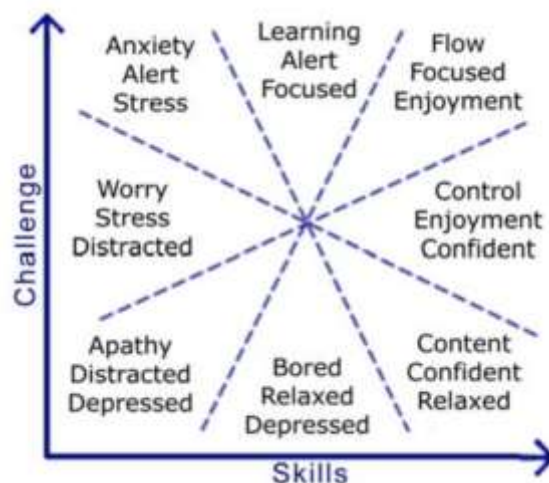 Anxiety
Alert
Stress
Learning
Alert
Focused
Flow
Focused
Enjoyment
Challenge
Worry
Stress
Distracted
Control
Enjoyment
Confident
Apathy
Distracted
Depressed
Bored
Relaxed
Depressed
Content
Confident
Relaxed
Skills